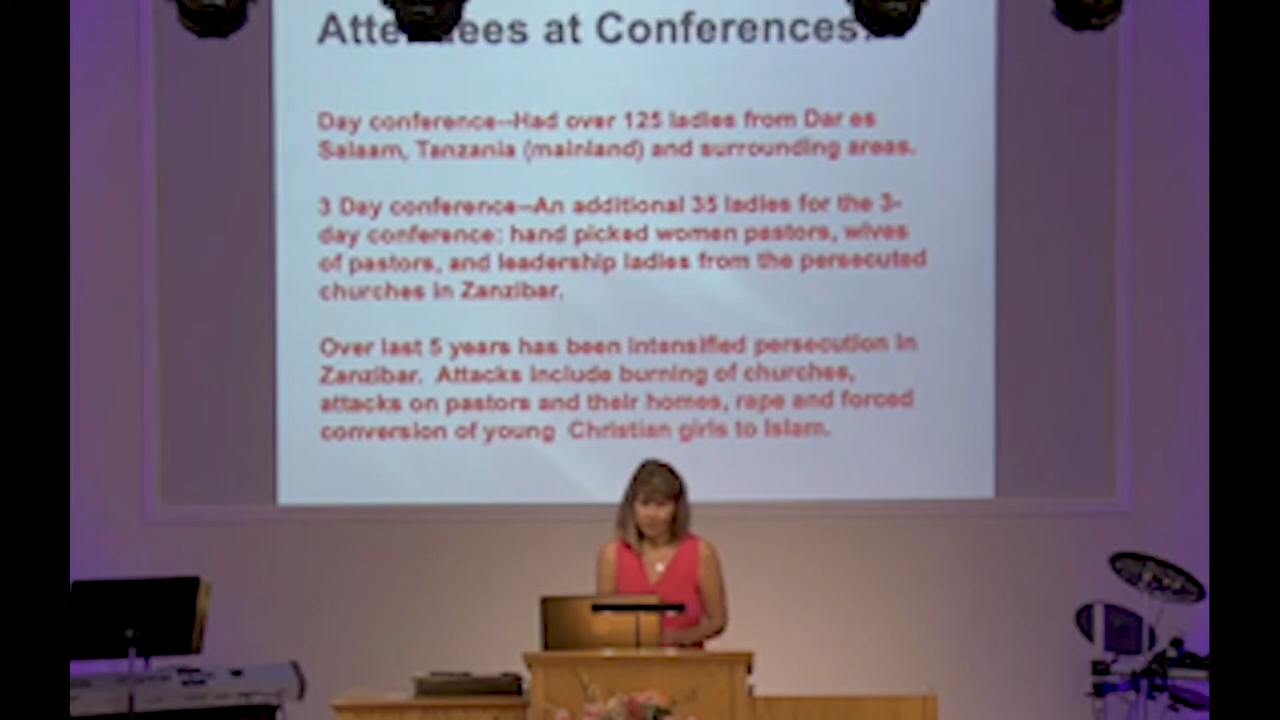 Attendees at Conferences:
Day conference--Had over 125 ladies from Dar es
Salaam, Tanzania (mainland) and surrounding areas.
3 Day conference--An additional 35 ladies for the 3-
day conference: hand picked women pastors, wives
of pastors, and leadership ladies from the persecuted
churches in Zanzibar.
Over last 5 years has been intensified persecution in
Zanzibar. Attacks include burning of churches,
attacks on pastors and their homes, rape and forced
conversion of young Christian girls to Islam.